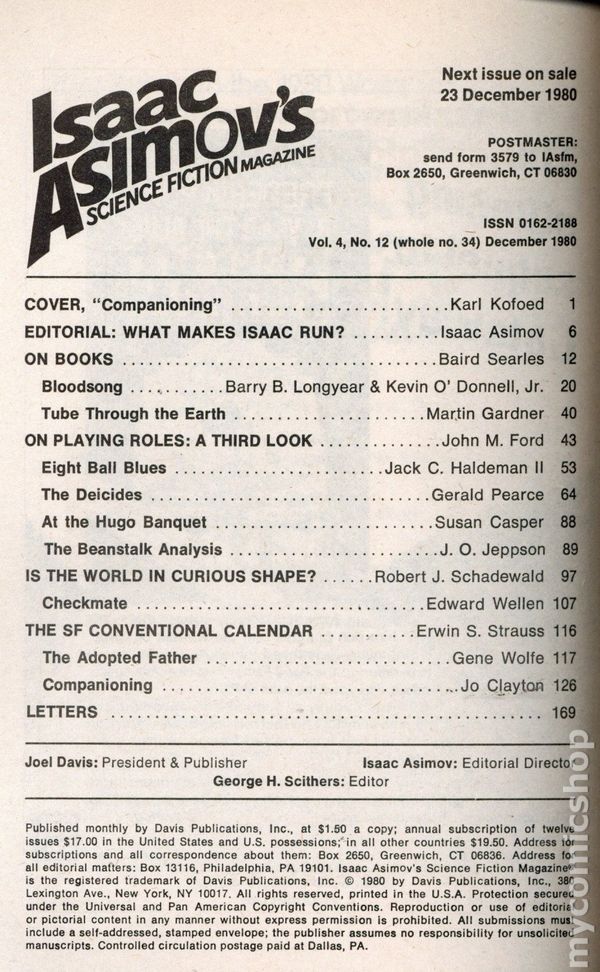 Isaac
Asimov's
SCIENCE FICTION MAGAZINE
Next issue on sale
23 December 1980
POSTMASTER:
send form 3579 to IAsfm,
Box 2650, Greenwich, CT 06830
ISSN 0162-2188
Vol. 4, No. 12 (whole no. 34) December 1980
COVER, "Companioning" ........................Karl Kofoed 1
EDITORIAL: WHAT MAKES ISAAC RUN? ..........Isaac Asimov 6
ON BOOKS ..................................Baird Searles 12
Bloodsong ..........Barry B. Longyear & Kevin O' Donnell, Jr. 20
Tube Through the Earth .....................Martin Gardner 40
ON PLAYING ROLES: A THIRD LOOK .............John M. Ford 43
Eight Ball Blues .......................Jack C. Haldeman II 53
The Deicides ..............................Gerald Pearce 64
At the Hugo Banquet .......................Susan Casper 88
The Beanstalk Analysis .....................J. O. Jeppson 89
IS THE WORLD IN CURIOUS SHAPE? ......Robert J. Schadewald 97
Checkmate ................................Edward Wellen 107
THE SF CONVENTIONAL CALENDAR ..........Erwin S. Strauss 116
The Adopted Father ...........................Gene Wolfe 117
Companioning .................................Jo Clayton 126
LETTERS ................................................ 169
Joel Davis: President & Publisher Isaac Asimov: Editorial Director
George H. Scithers: Editor
Published monthly by Davis Publications, Inc., at $1.50 a copy; annual subscription of twelve
issues $17.00 in the United States and U.S. possessions; in all other countries $19.50. Address for
subscriptions and all correspondence about them: Box 2650, Greenwich, CT 06836. Address for
all editorial matters: Box 13116, Philadelphia, PA 19101. Isaac Asimov's Science Fiction Magazine®
is the registered trademark of Davis Publications, Inc. © 1980 by Davis Publications, Inc., 380
Lexington Ave., New York, NY 10017. All rights reserved, printed in the U.S.A. Protection secured
under the Universal and Pan American Copyright Conventions. Reproduction or use of editorial
or pictorial content in any manner without express permission is prohibited. All submissions must
include a self-addressed, stamped envelope; the publisher assumes no responsibility for unsolicited
manuscripts. Controlled circulation postage paid at Dallas, PA.
mycomicshop